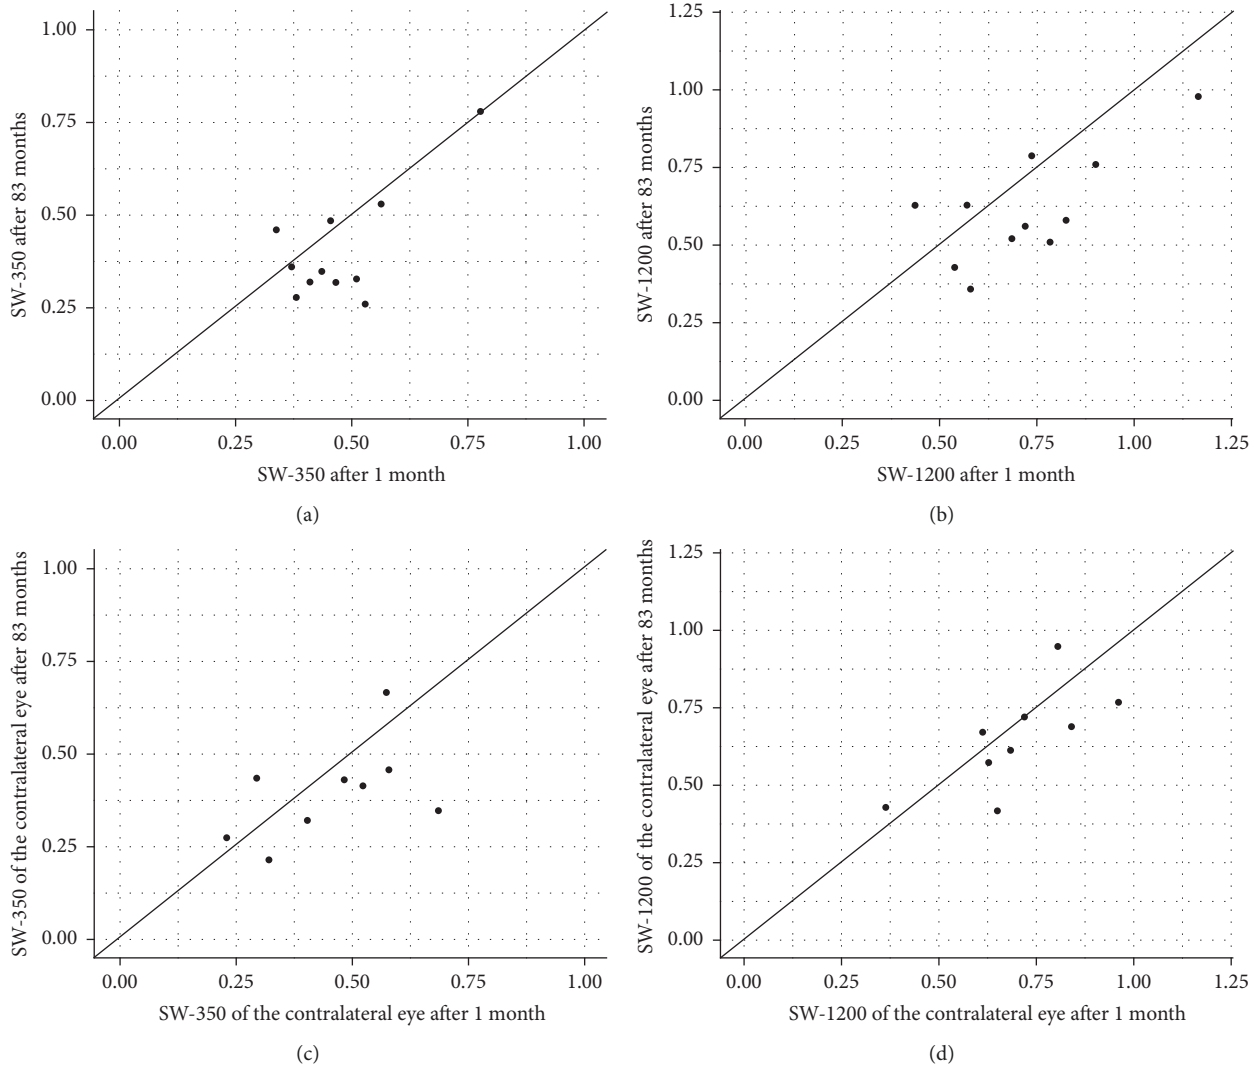 1.00
0.75
0.50
0.25
0.00
SW-350 after 83 months
0.00 0.25 0.50 0.75 1.00
SW-350 after 1 month
(a)
1.25
1.00
0.75
0.50
0.25
0.00
SW-1200 after 83 months
0.00 0.25 0.50 0.75 1.00 1.25
SW-1200 after 1 month
(b)
1.00
0.75
0.50
0.25
0.00
SW-350 of the contralateral eye after 83 months
0.00 0.25 0.50 0.75 1.00
SW-350 of the contralateral eye after 1 month
(c)
1.25
1.00
0.75
0.50
0.25
0.00
SW-1200 of the contralateral eye after 83 months
0.00 0.25 0.50 0.75 1.00 1.25
SW-1200 of the contralateral eye after 1 month
(d)